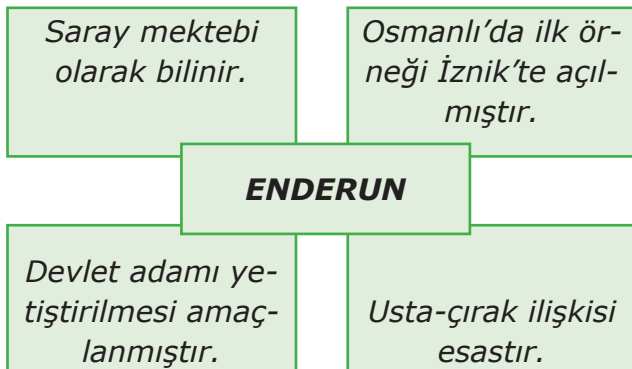 Saray mektebi
olarak bilinir.
Osmanlı’da ilk ör-
neği İznik’te açıl-
mıştır.
ENDERUN
Devlet adamı ye-
tiştirilmesi amaç-
lanmıştır.
Usta-çırak ilişkisi
esastır.